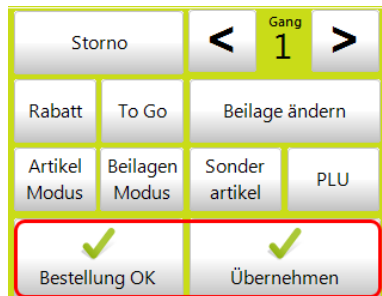 Storno
<
Gang
1
>
Rabatt
To Go
Beilage ändern
Artikel
Modus
Beilagen
Modus
Sonder
artikel
PLU
Bestellung OK
Übernehmen